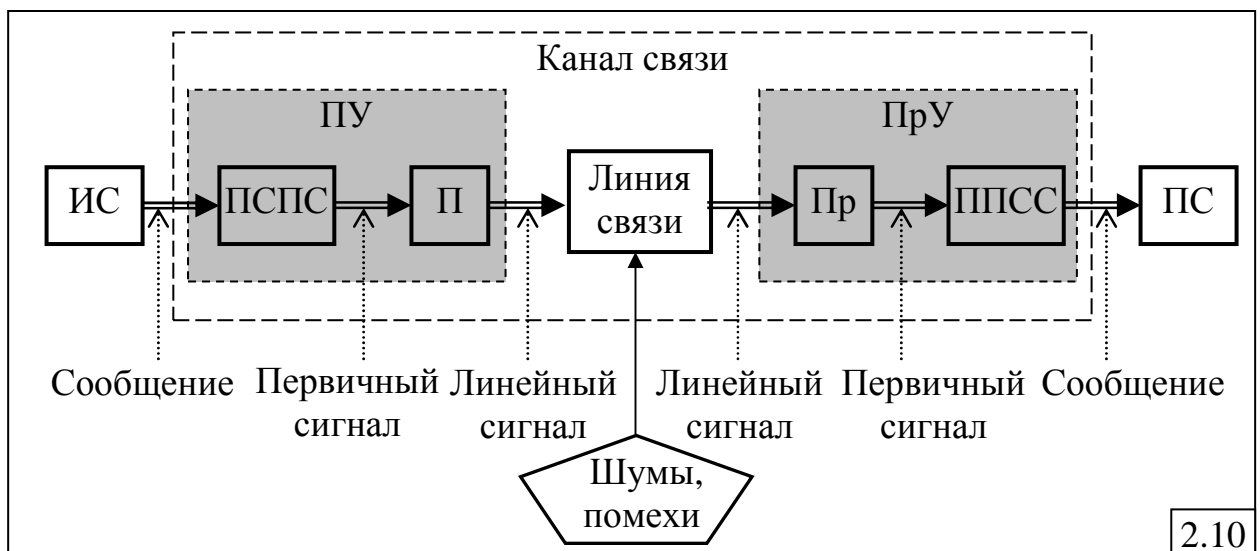 Канал связи
ПУ
ПрУ
ИС
ПСПС
П
Линия
связи
Пр
ППСС
ПС
Сообщение
Первичный
сигнал
Линейный
сигнал
Линейный
сигнал
Первичный
сигнал
Сообщение
Шумы,
помехи
2.10